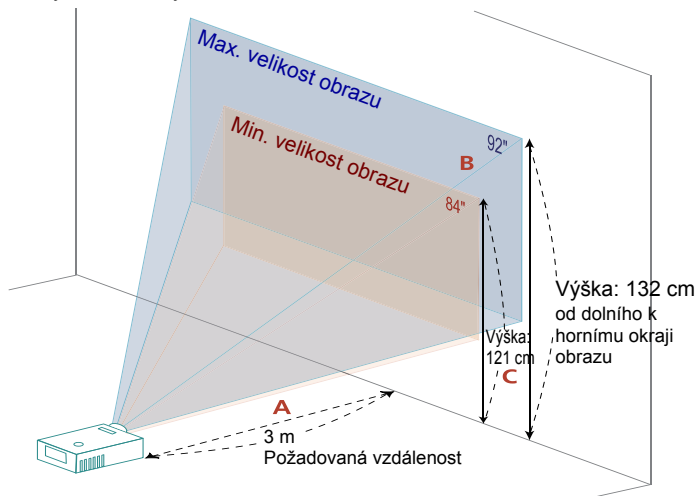 Max. velikost obrazu
92"
Min. velikost obrazu
B
84"
Výška: 132 cm
od dolního k
hornímu okraji
obrazu
Výška:
121 cm
C
A
3 m
Požadovaná vzdálenost